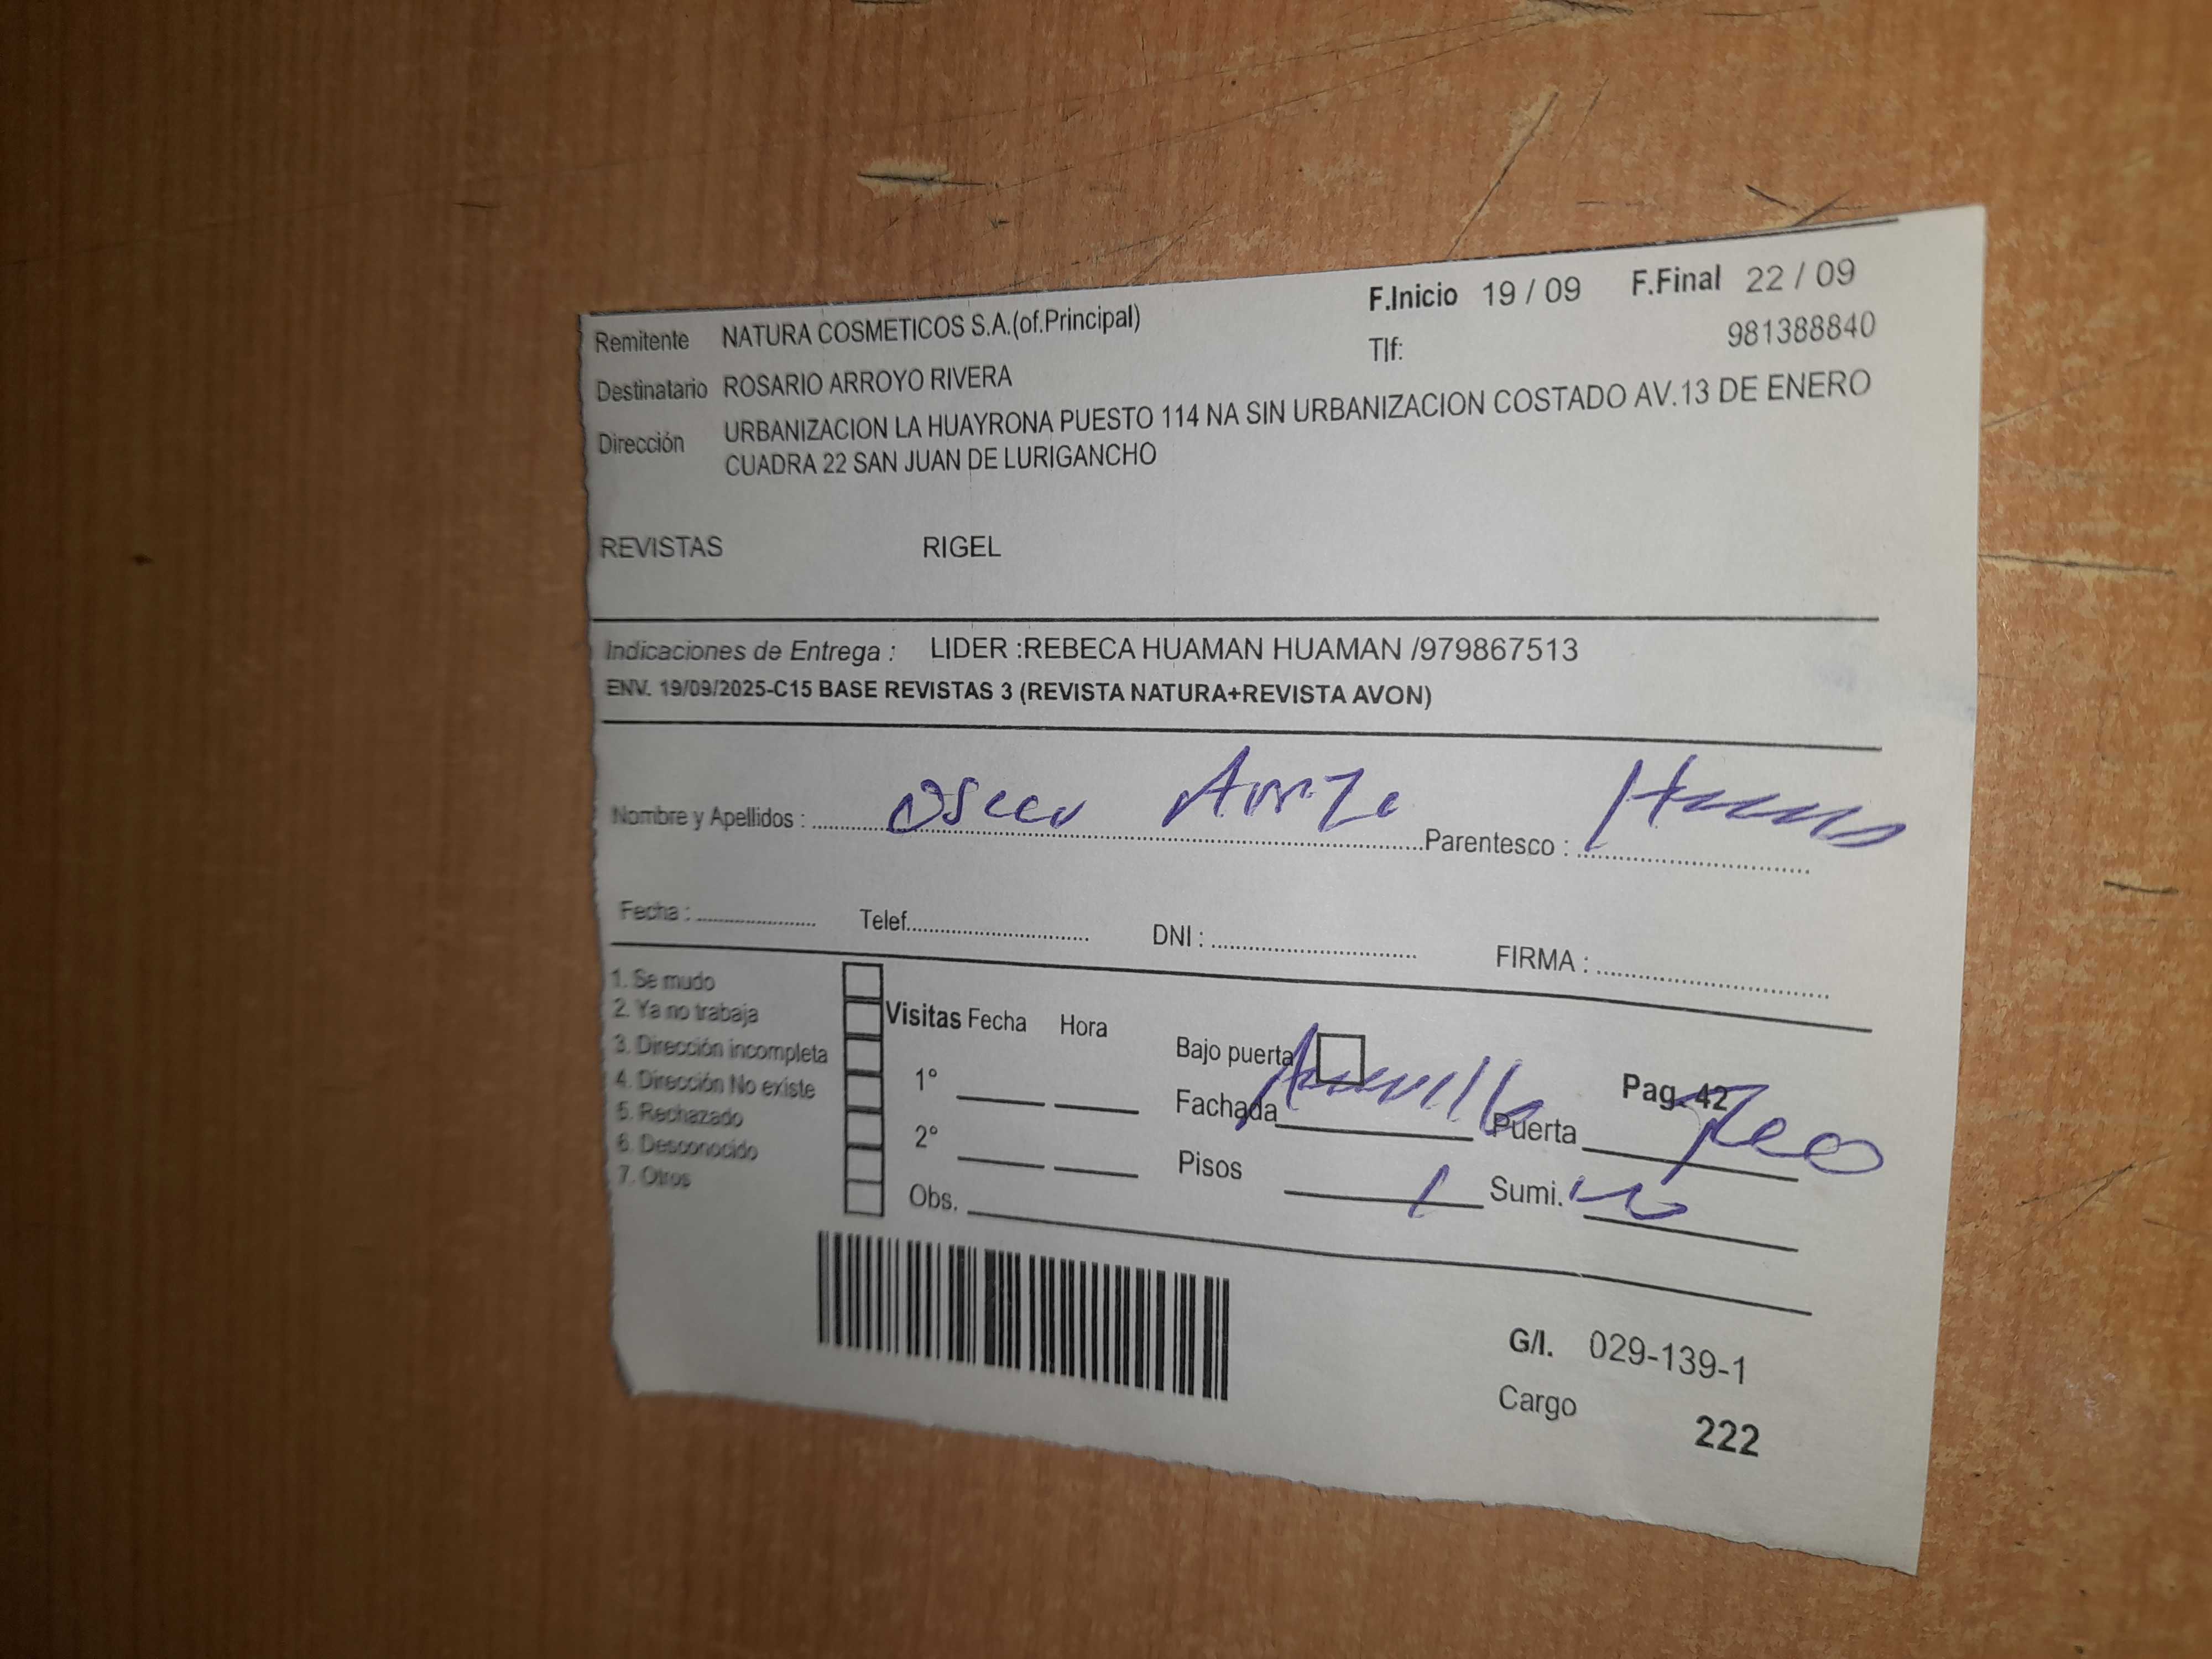 F.Inicio 19 / 09 F.Final 22 / 09
Remitente NATURA COSMETICOS S.A.(of.Principal) Tlf: 981388840
Destinatario ROSARIO ARROYO RIVERA
Dirección URBANIZACION LA HUAYRONA PUESTO 114 NA SIN URBANIZACION COSTADO AV.13 DE ENERO
CUADRA 22 SAN JUAN DE LURIGANCHO
REVISTAS RIGEL
Indicaciones de Entrega : LIDER :REBECA HUAMAN HUAMAN /979867513
ENV. 19/09/2025-C15 BASE REVISTAS 3 (REVISTA NATURA+REVISTA AVON)
Nombre y Apellidos : Parentesco :
Fecha : Telef. DNI : FIRMA :
1. Se mudo
2. Ya no trabaja
3. Dirección incompleta
4. Dirección No existe
5. Rechazado
6. Desconocido
7. Otros
Visitas Fecha Hora
1°
2°
Obs.
Bajo puerta Pag. 42
Fachada Puerta
Pisos 1 Sumi.
G/I. 029-139-1
Cargo 222